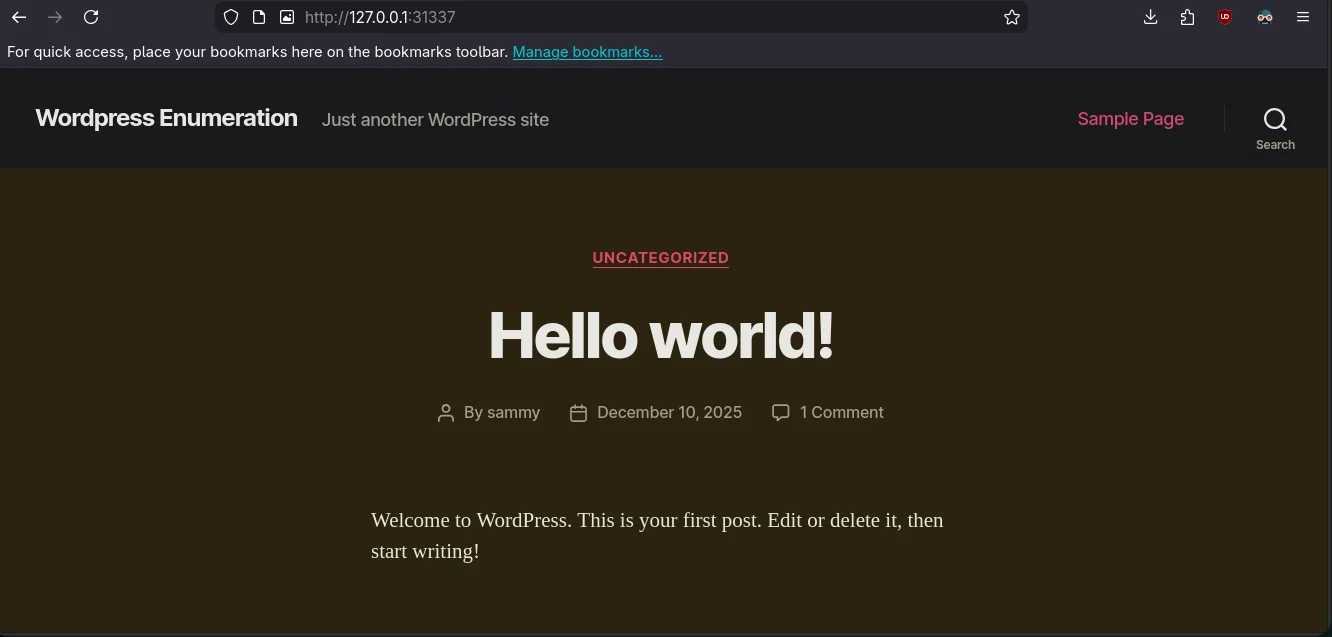 http://127.0.0.1:31337
For quick access, place your bookmarks here on the bookmarks toolbar. Manage bookmarks...
Wordpress Enumeration Just another WordPress site Sample Page
Search
UNCATEGORIZED
Hello world!
By sammy December 10, 2025 1 Comment
Welcome to WordPress. This is your first post. Edit or delete it, then
start writing!